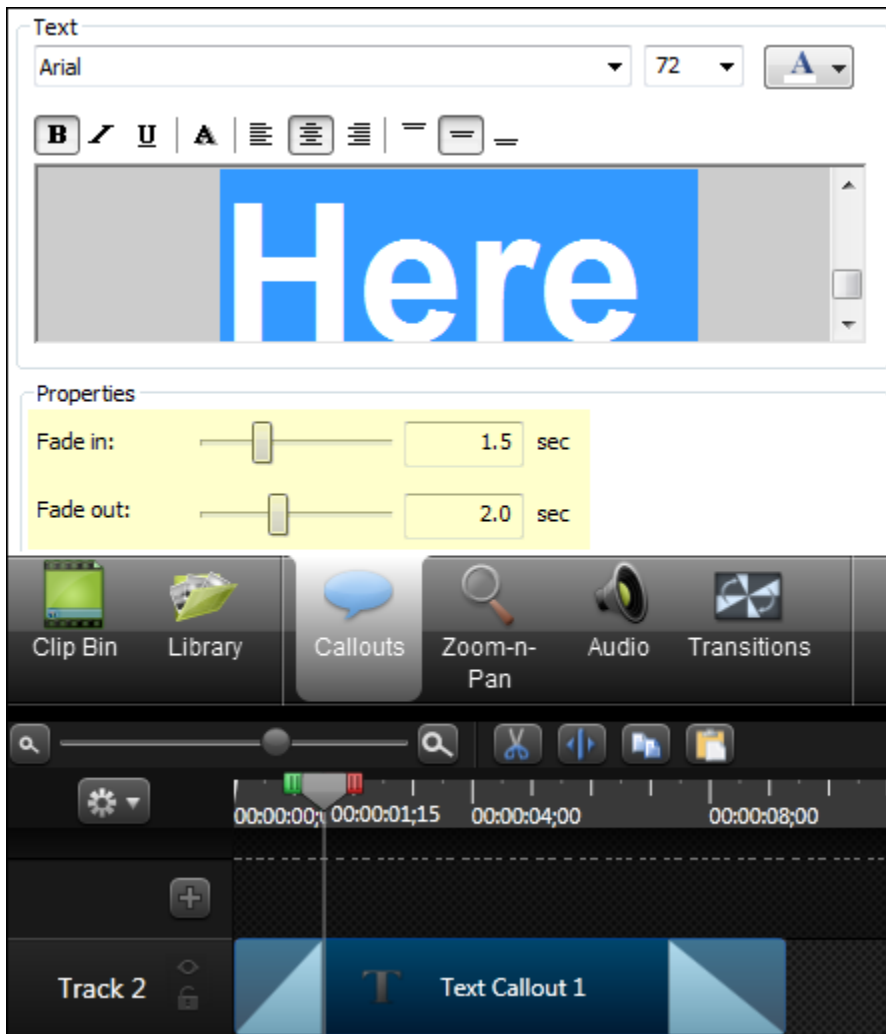 Text
Arial 72 A
B I U A
Here
Properties
Fade in: 1.5 sec
Fade out: 2.0 sec
Clip Bin Library Callouts Zoom-n-Pan Audio Transitions
00:00:01;15 00:00:04;00 00:00:08;00
Track 2 T Text Callout 1